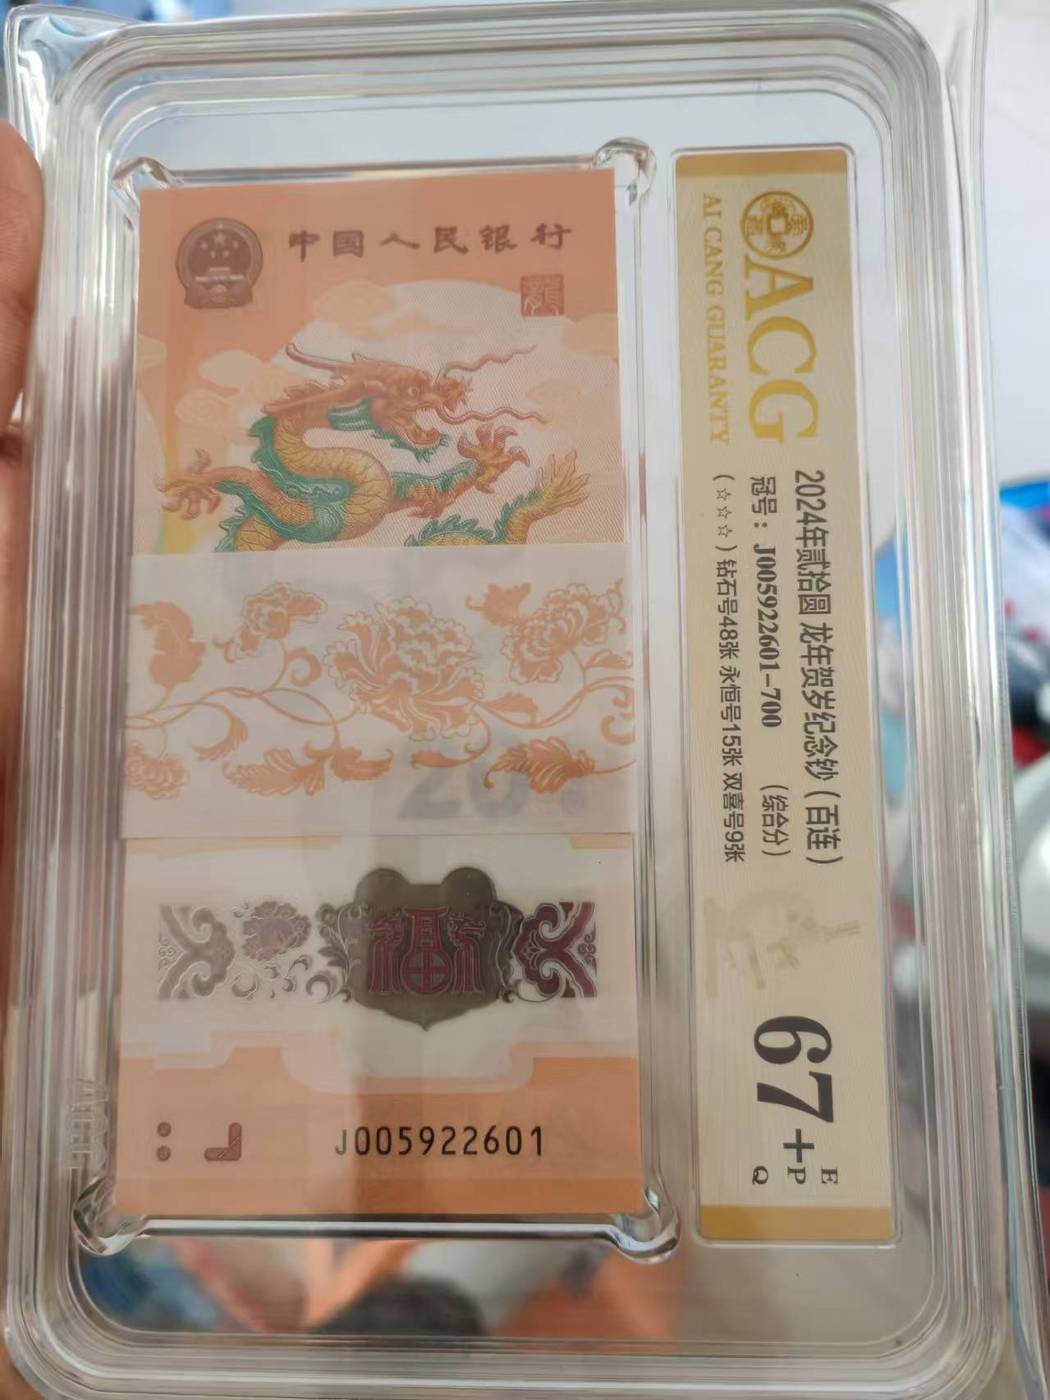 中国人民银行
20
福
J005922601
ACG
AI CANG GUARANTY
2024年贰拾圆 龙年贺岁纪念钞（百连）
冠号：J005922601-700 （综合分）
（☆☆☆）钻石号48张 永恒号15张 双喜号9张
67+
E
P
Q